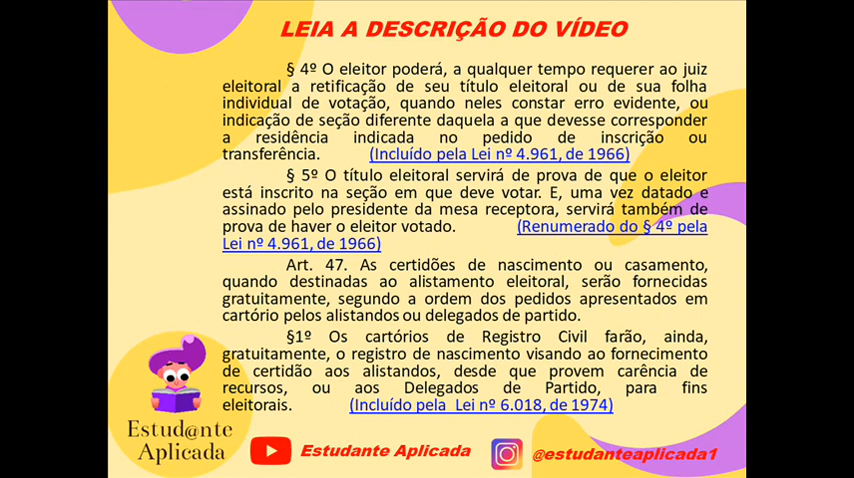 LEIA A DESCRIÇÃO DO VÍDEO
§ 4º O eleitor poderá, a qualquer tempo requerer ao juiz
eleitoral a retificação de seu título eleitoral ou de sua folha
individual de votação, quando neles constar erro evidente, ou
indicação de seção diferente daquela a que devesse corresponder
a residência indicada no pedido de inscrição ou
transferência. (Incluído pela Lei nº 4.961, de 1966)
§ 5º O título eleitoral servirá de prova de que o eleitor
está inscrito na seção em que deve votar. E, uma vez datado e
assinado pelo presidente da mesa receptora, servirá também de
prova de haver o eleitor votado. (Renumerado do § 4º pela
Lei nº 4.961, de 1966)
Art. 47. As certidões de nascimento ou casamento,
quando destinadas ao alistamento eleitoral, serão fornecidas
gratuitamente, segundo a ordem dos pedidos apresentados em
cartório pelos alistandos ou delegados de partido.
§1º Os cartórios de Registro Civil farão, ainda,
gratuitamente, o registro de nascimento visando ao fornecimento
de certidão aos alistandos, desde que provem carência de
recursos, ou aos Delegados de Partido, para fins
eleitorais. (Incluído pela Lei nº 6.018, de 1974)
Estud@nte
Aplicada
Estudante Aplicada
@estudanteaplicada1